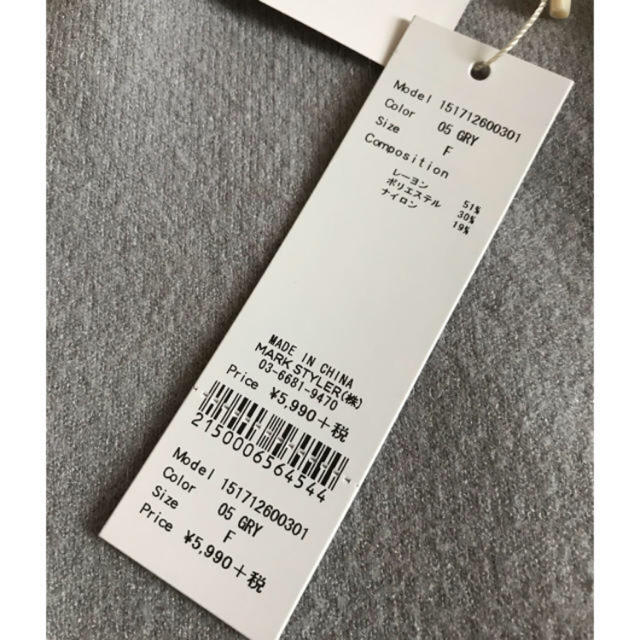 Model 151712600301
Color 05 GRY
Size F
Composition
レーヨン 51%
ポリエステル 30%
ナイロン 19%
MADE IN CHINA
MARK STYLER(株)
03-6681-9470
Price ¥5,990+税
2150006564544
Model 151712600301
Color 05 GRY
Size F
Price ¥5,990+税